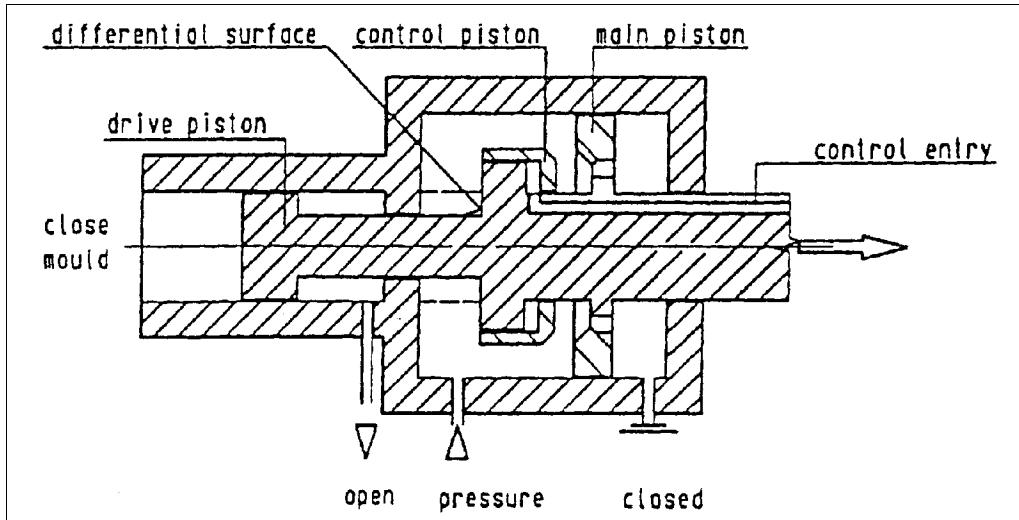 differential surface
control piston
main piston
drive piston
control entry
close
mould
open
pressure
closed